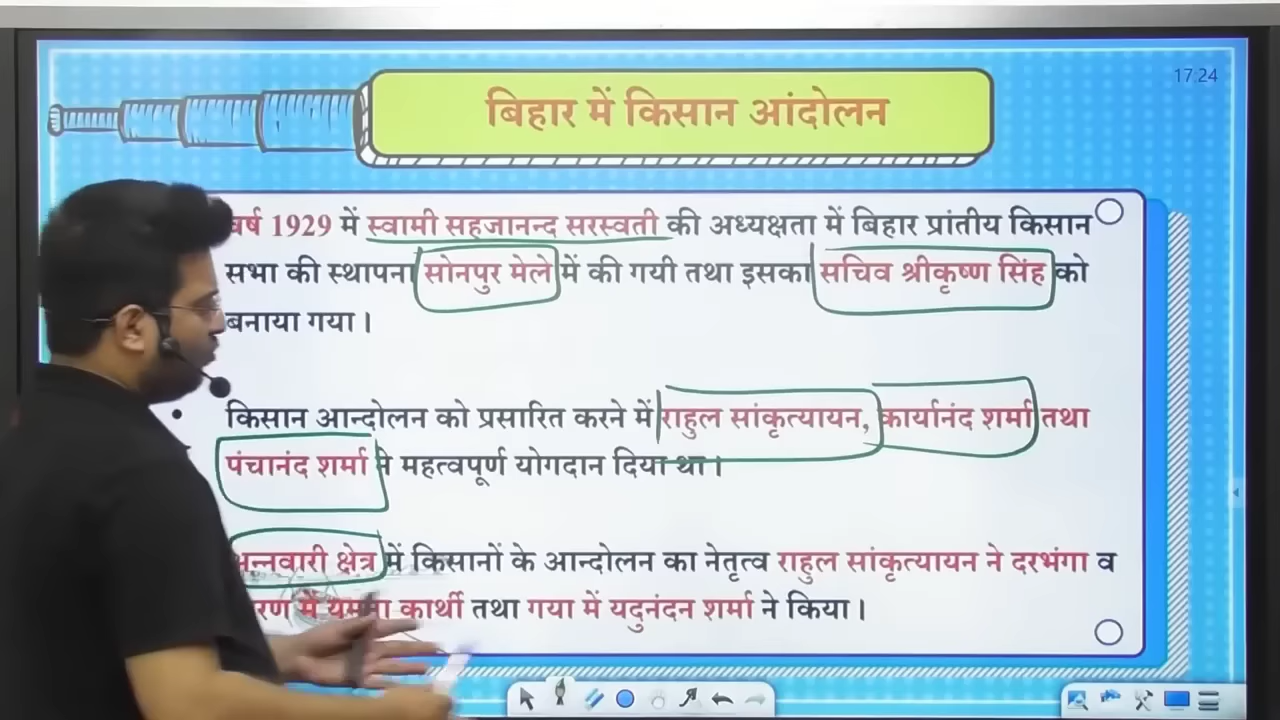 17:24
बिहार में किसान आंदोलन
वर्ष 1929 में स्वामी सहजानन्द सरस्वती की अध्यक्षता में बिहार प्रांतीय किसान
सभा की स्थापना सोनपुर मेले में की गयी तथा इसका सचिव श्रीकृष्ण सिंह को
बनाया गया।
किसान आन्दोलन को प्रसारित करने में राहुल सांकृत्यायन, कार्यानंद शर्मा तथा
पंचानंद शर्मा ने महत्वपूर्ण योगदान दिया था।
क्षेत्र में किसानों के आन्दोलन का नेतृत्व राहुल सांकृत्यायन ने दरभंगा व
में कार्थी तथा गया में यदुनंदन शर्मा ने किया।